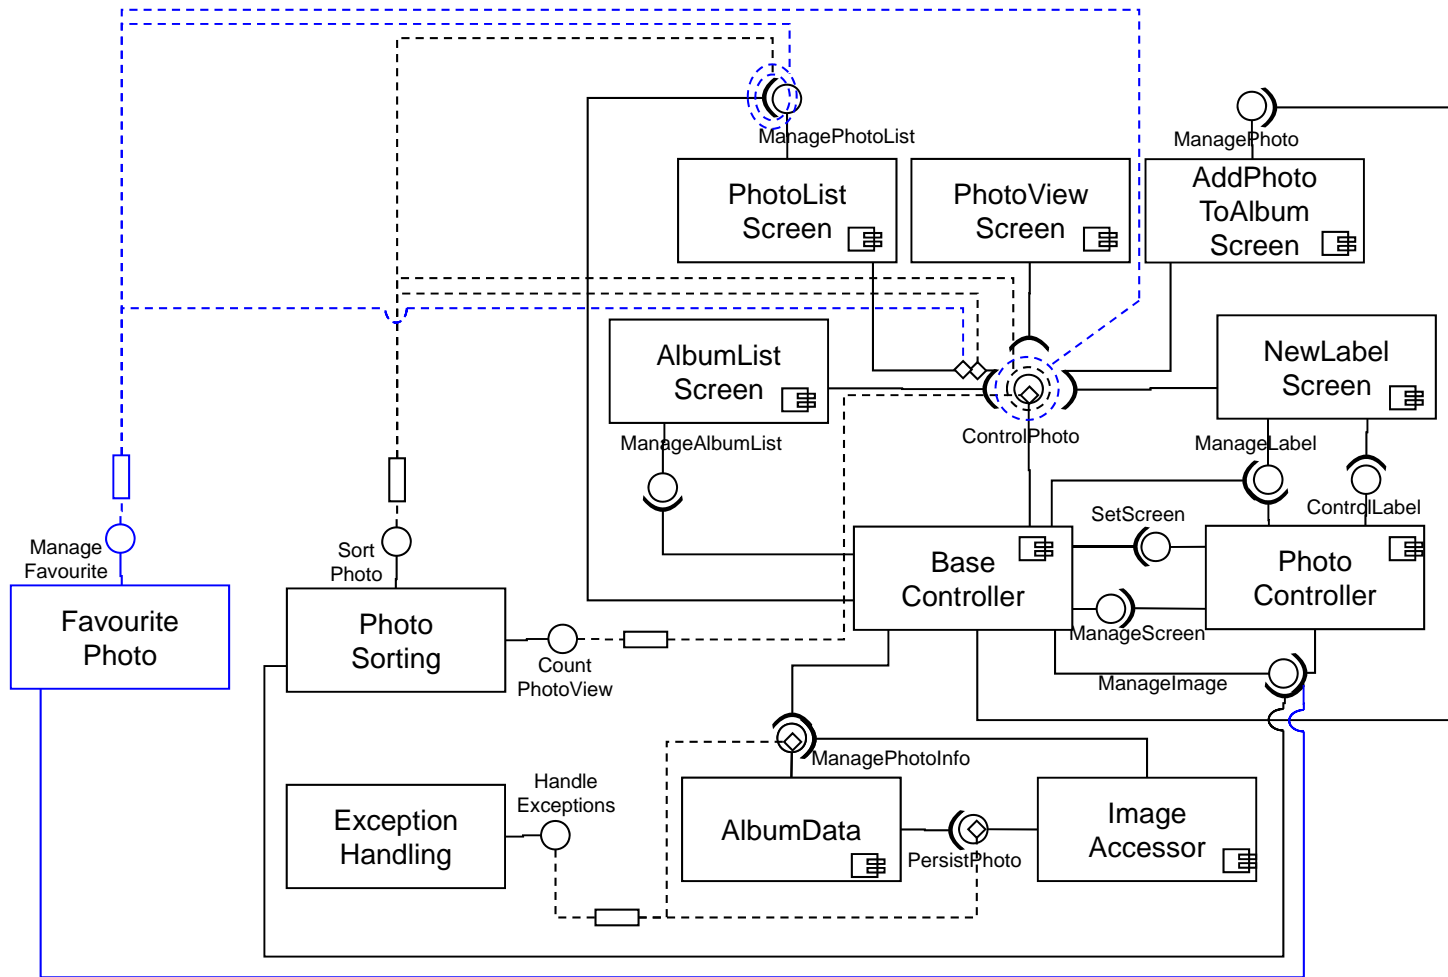 ManagePhotoList
ManagePhoto
PhotoList
Screen
PhotoView
Screen
AddPhoto
ToAlbum
Screen
AlbumList
Screen
NewLabel
Screen
ManageAlbumList
ControlPhoto
ManageLabel
ControlLabel
SetScreen
Manage
Favourite
Sort
Photo
Base
Controller
Photo
Controller
Favourite
Photo
Photo
Sorting
ManageScreen
Count
PhotoView
ManageImage
ManagePhotoInfo
Handle
Exceptions
Exception
Handling
AlbumData
PersistPhoto
Image
Accessor